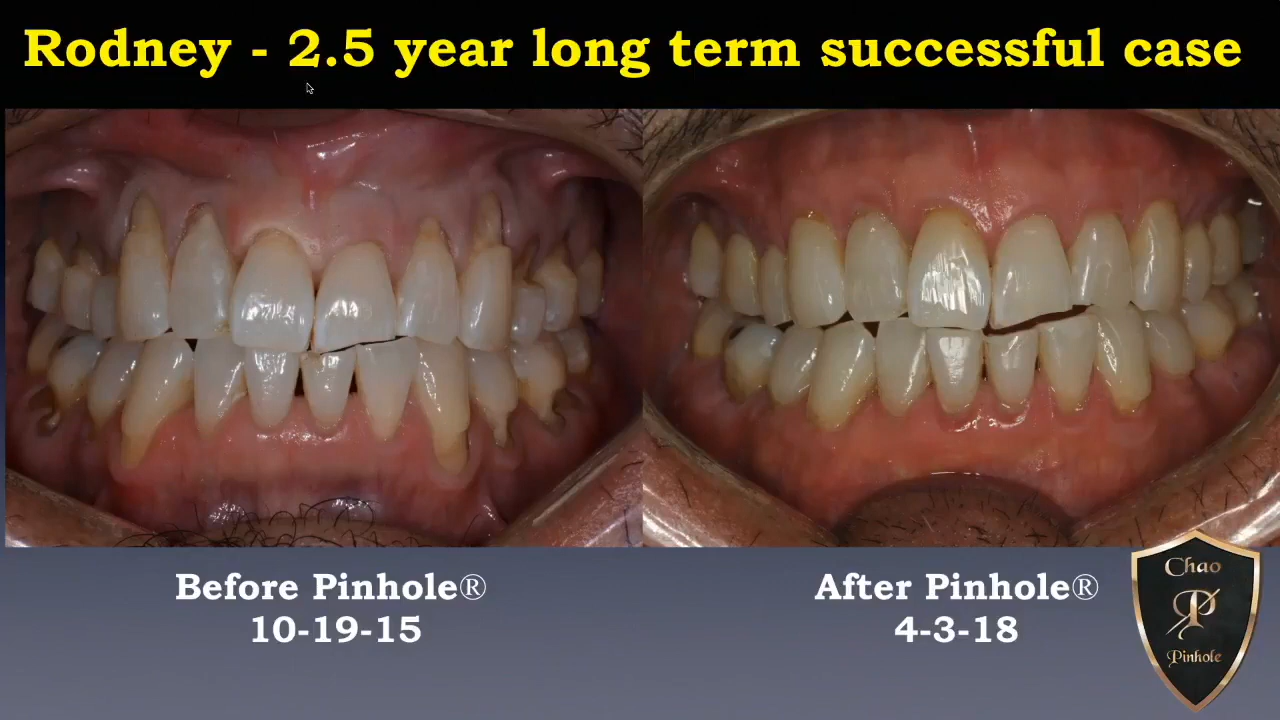 Rodney - 2.5 year long term successful case
Before Pinhole®
10-19-15
After Pinhole®
4-3-18
Chao
P
Pinhole